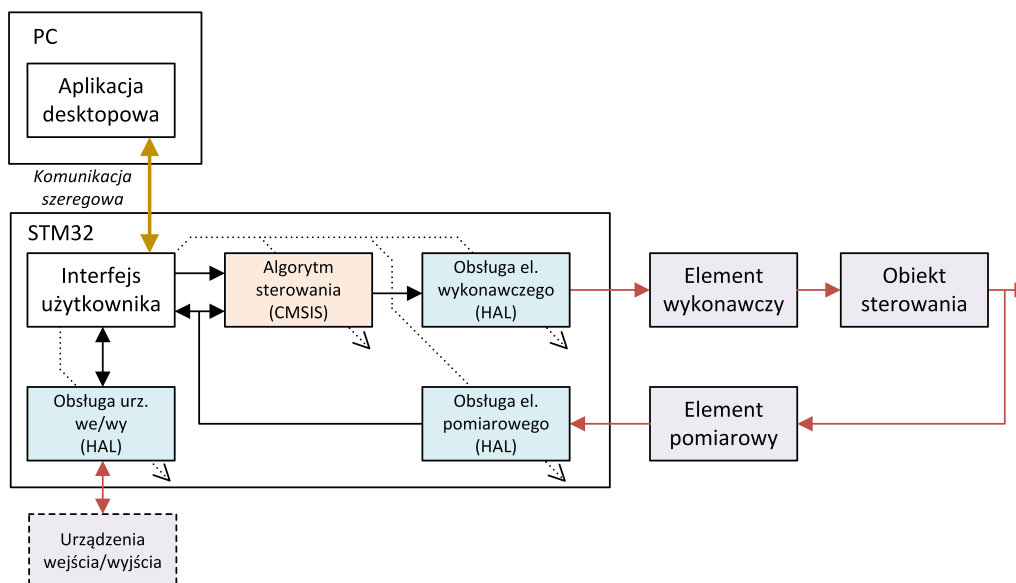 PC
Aplikacja
desktopowa
Komunikacja
szeregowa
STM32
Interfejs
użytkownika
Algorytm
sterowania
(CMSIS)
Obsługa el.
wykonawczego
(HAL)
Element
wykonawczy
Obiekt
sterowania
Obsługa urz.
we/wy
(HAL)
Obsługa el.
pomiarowego
(HAL)
Element
pomiarowy
Urządzenia
wejścia/wyjścia